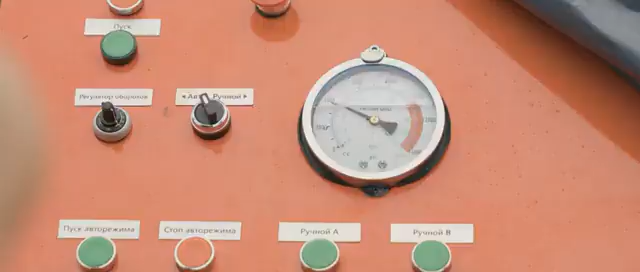 Пуск
Регулятор оборотов
◄ Авто Ручной ►
Пуск авторежима
Стоп авторежима
Ручной А
Ручной В